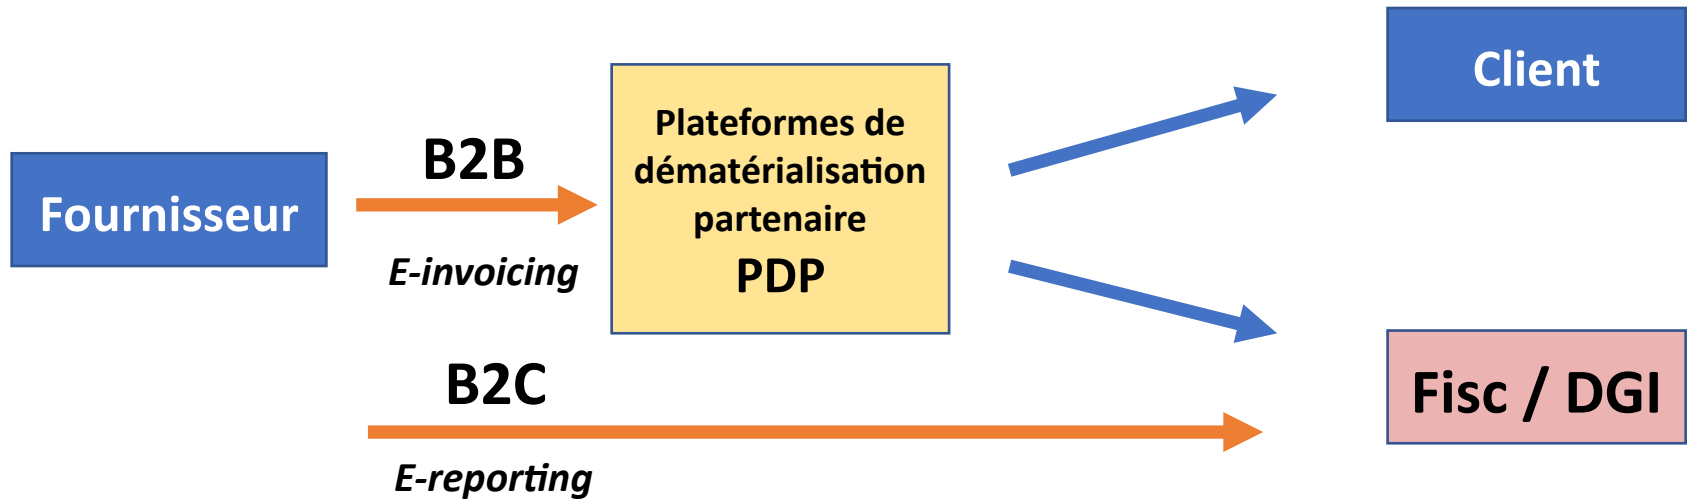 Fournisseur
B2B
E-invoicing
Plateformes de
dématérialisation
partenaire
PDP
Client
B2C
E-reporting
Fisc / DGI